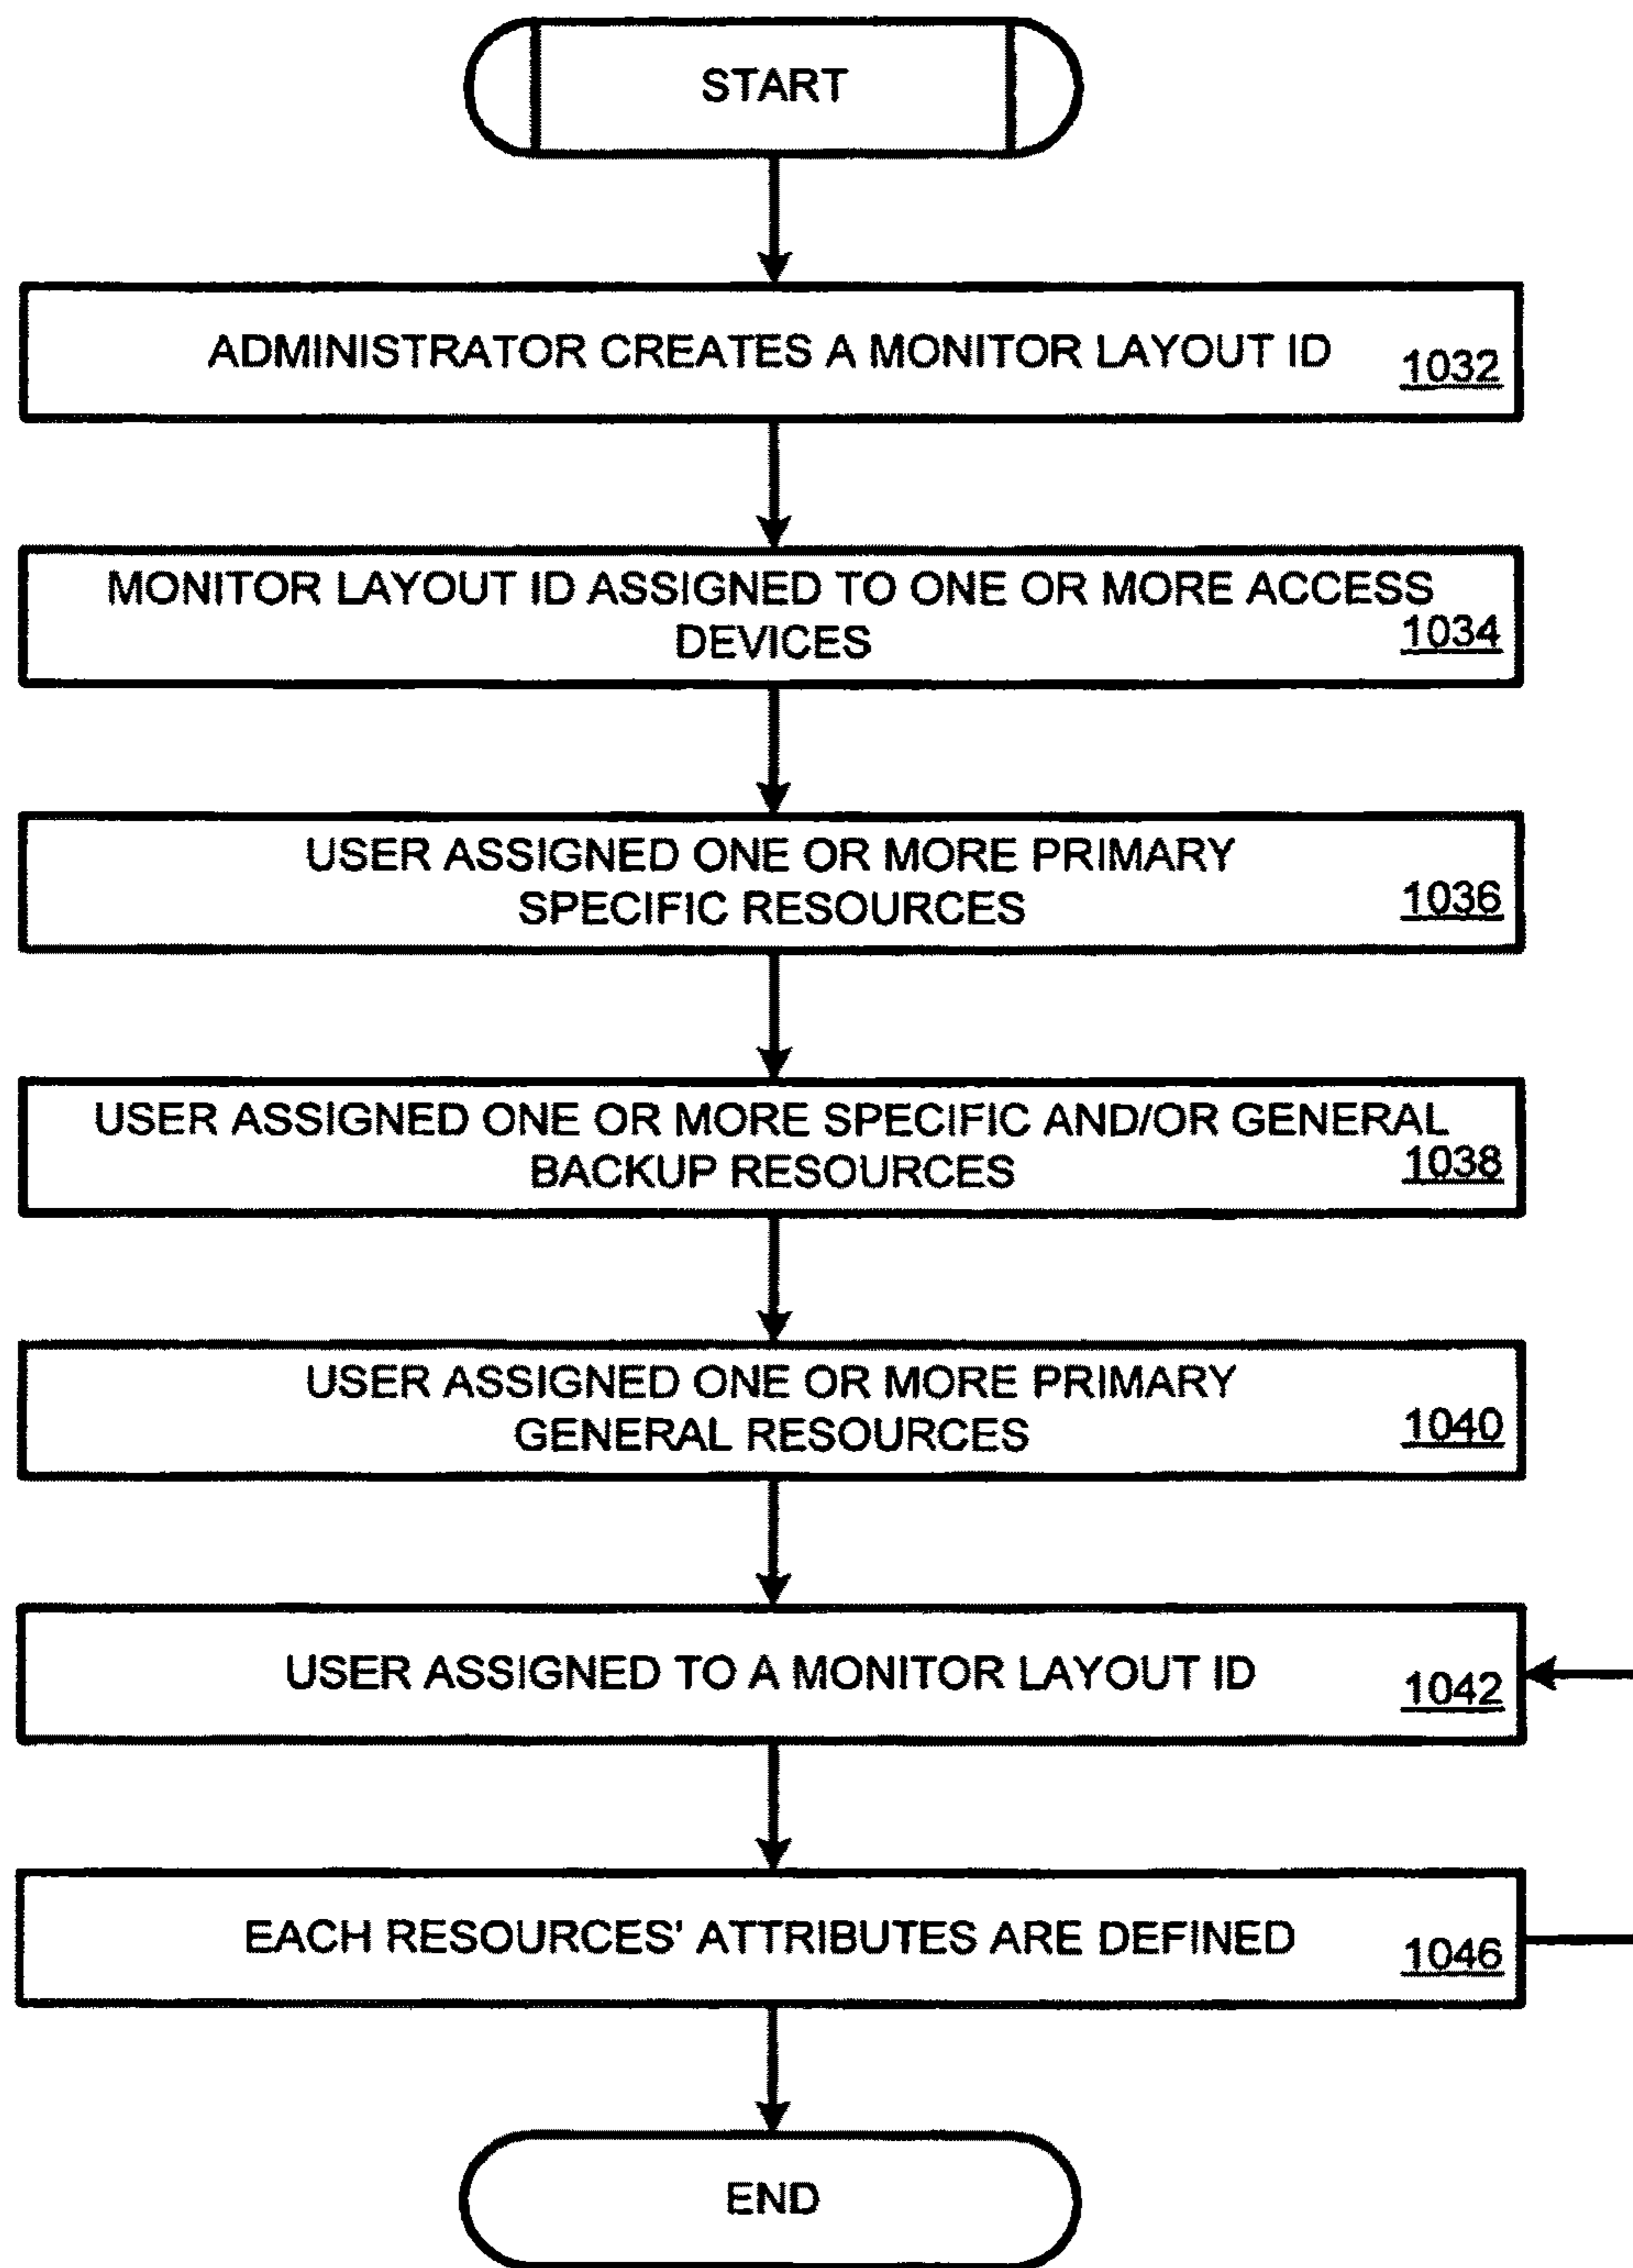 START
ADMINISTRATOR CREATES A MONITOR LAYOUT ID
1032
MONITOR LAYOUT ID ASSIGNED TO ONE OR MORE ACCESS
DEVICES
1034
USER ASSIGNED ONE OR MORE PRIMARY
SPECIFIC RESOURCES
1036
USER ASSIGNED ONE OR MORE SPECIFIC AND/OR GENERAL
BACKUP RESOURCES
1038
USER ASSIGNED ONE OR MORE PRIMARY
GENERAL RESOURCES
1040
USER ASSIGNED TO A MONITOR LAYOUT ID
1042
EACH RESOURCES' ATTRIBUTES ARE DEFINED
1046
END